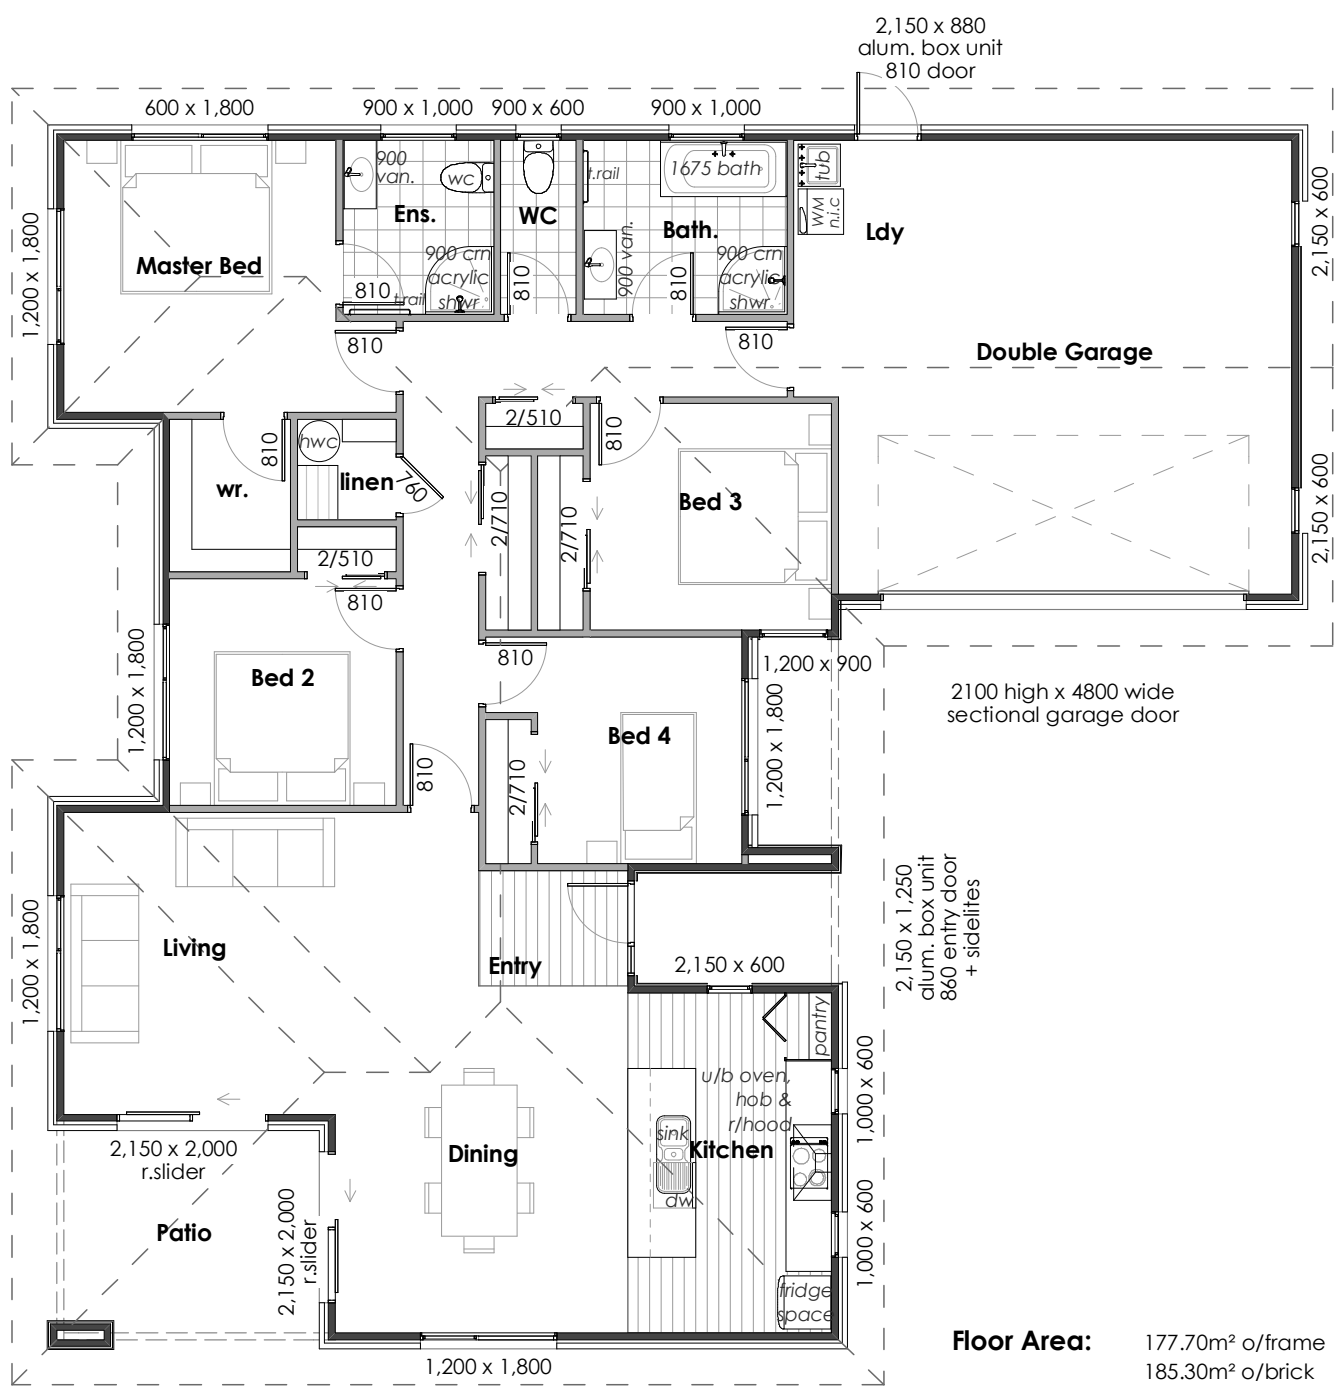 2,150 x 880
alum. box unit
810 door
600 x 1,800
900 x 1,000
900 x 600
900 x 1,000
900
van.
wc
t.rail
1675 bath
tub
WM
n.i.c
Ens.
WC
Bath.
Ldy
2,150 x 600
1,200 x 1,800
Master Bed
900 crn
acrylic
shwr
810
t.rail
810
900 van.
810
900 crn
acrylic
shwr
810
810
Double Garage
2/510
810
hwc
810
linen
760
wr.
2/710
2/710
Bed 3
2,150 x 600
2/510
810
1,200 x 1,800
Bed 2
810
1,200 x 900
1,200 x 1,800
2100 high x 4800 wide
sectional garage door
Bed 4
810
2/710
2,150 x 1,250
alum. box unit
860 entry door
+ sidelites
1,200 x 1,800
Living
Entry
2,150 x 600
pantry
u/b oven,
hob &
r/hood
1,000 x 600
sink
Kitchen
Dining
dw
2,150 x 2,000
r.slider
Patio
2,150 x 2,000
r.slider
1,000 x 600
fridge
space
1,200 x 1,800
Floor Area:
177.70m² o/frame
185.30m² o/brick